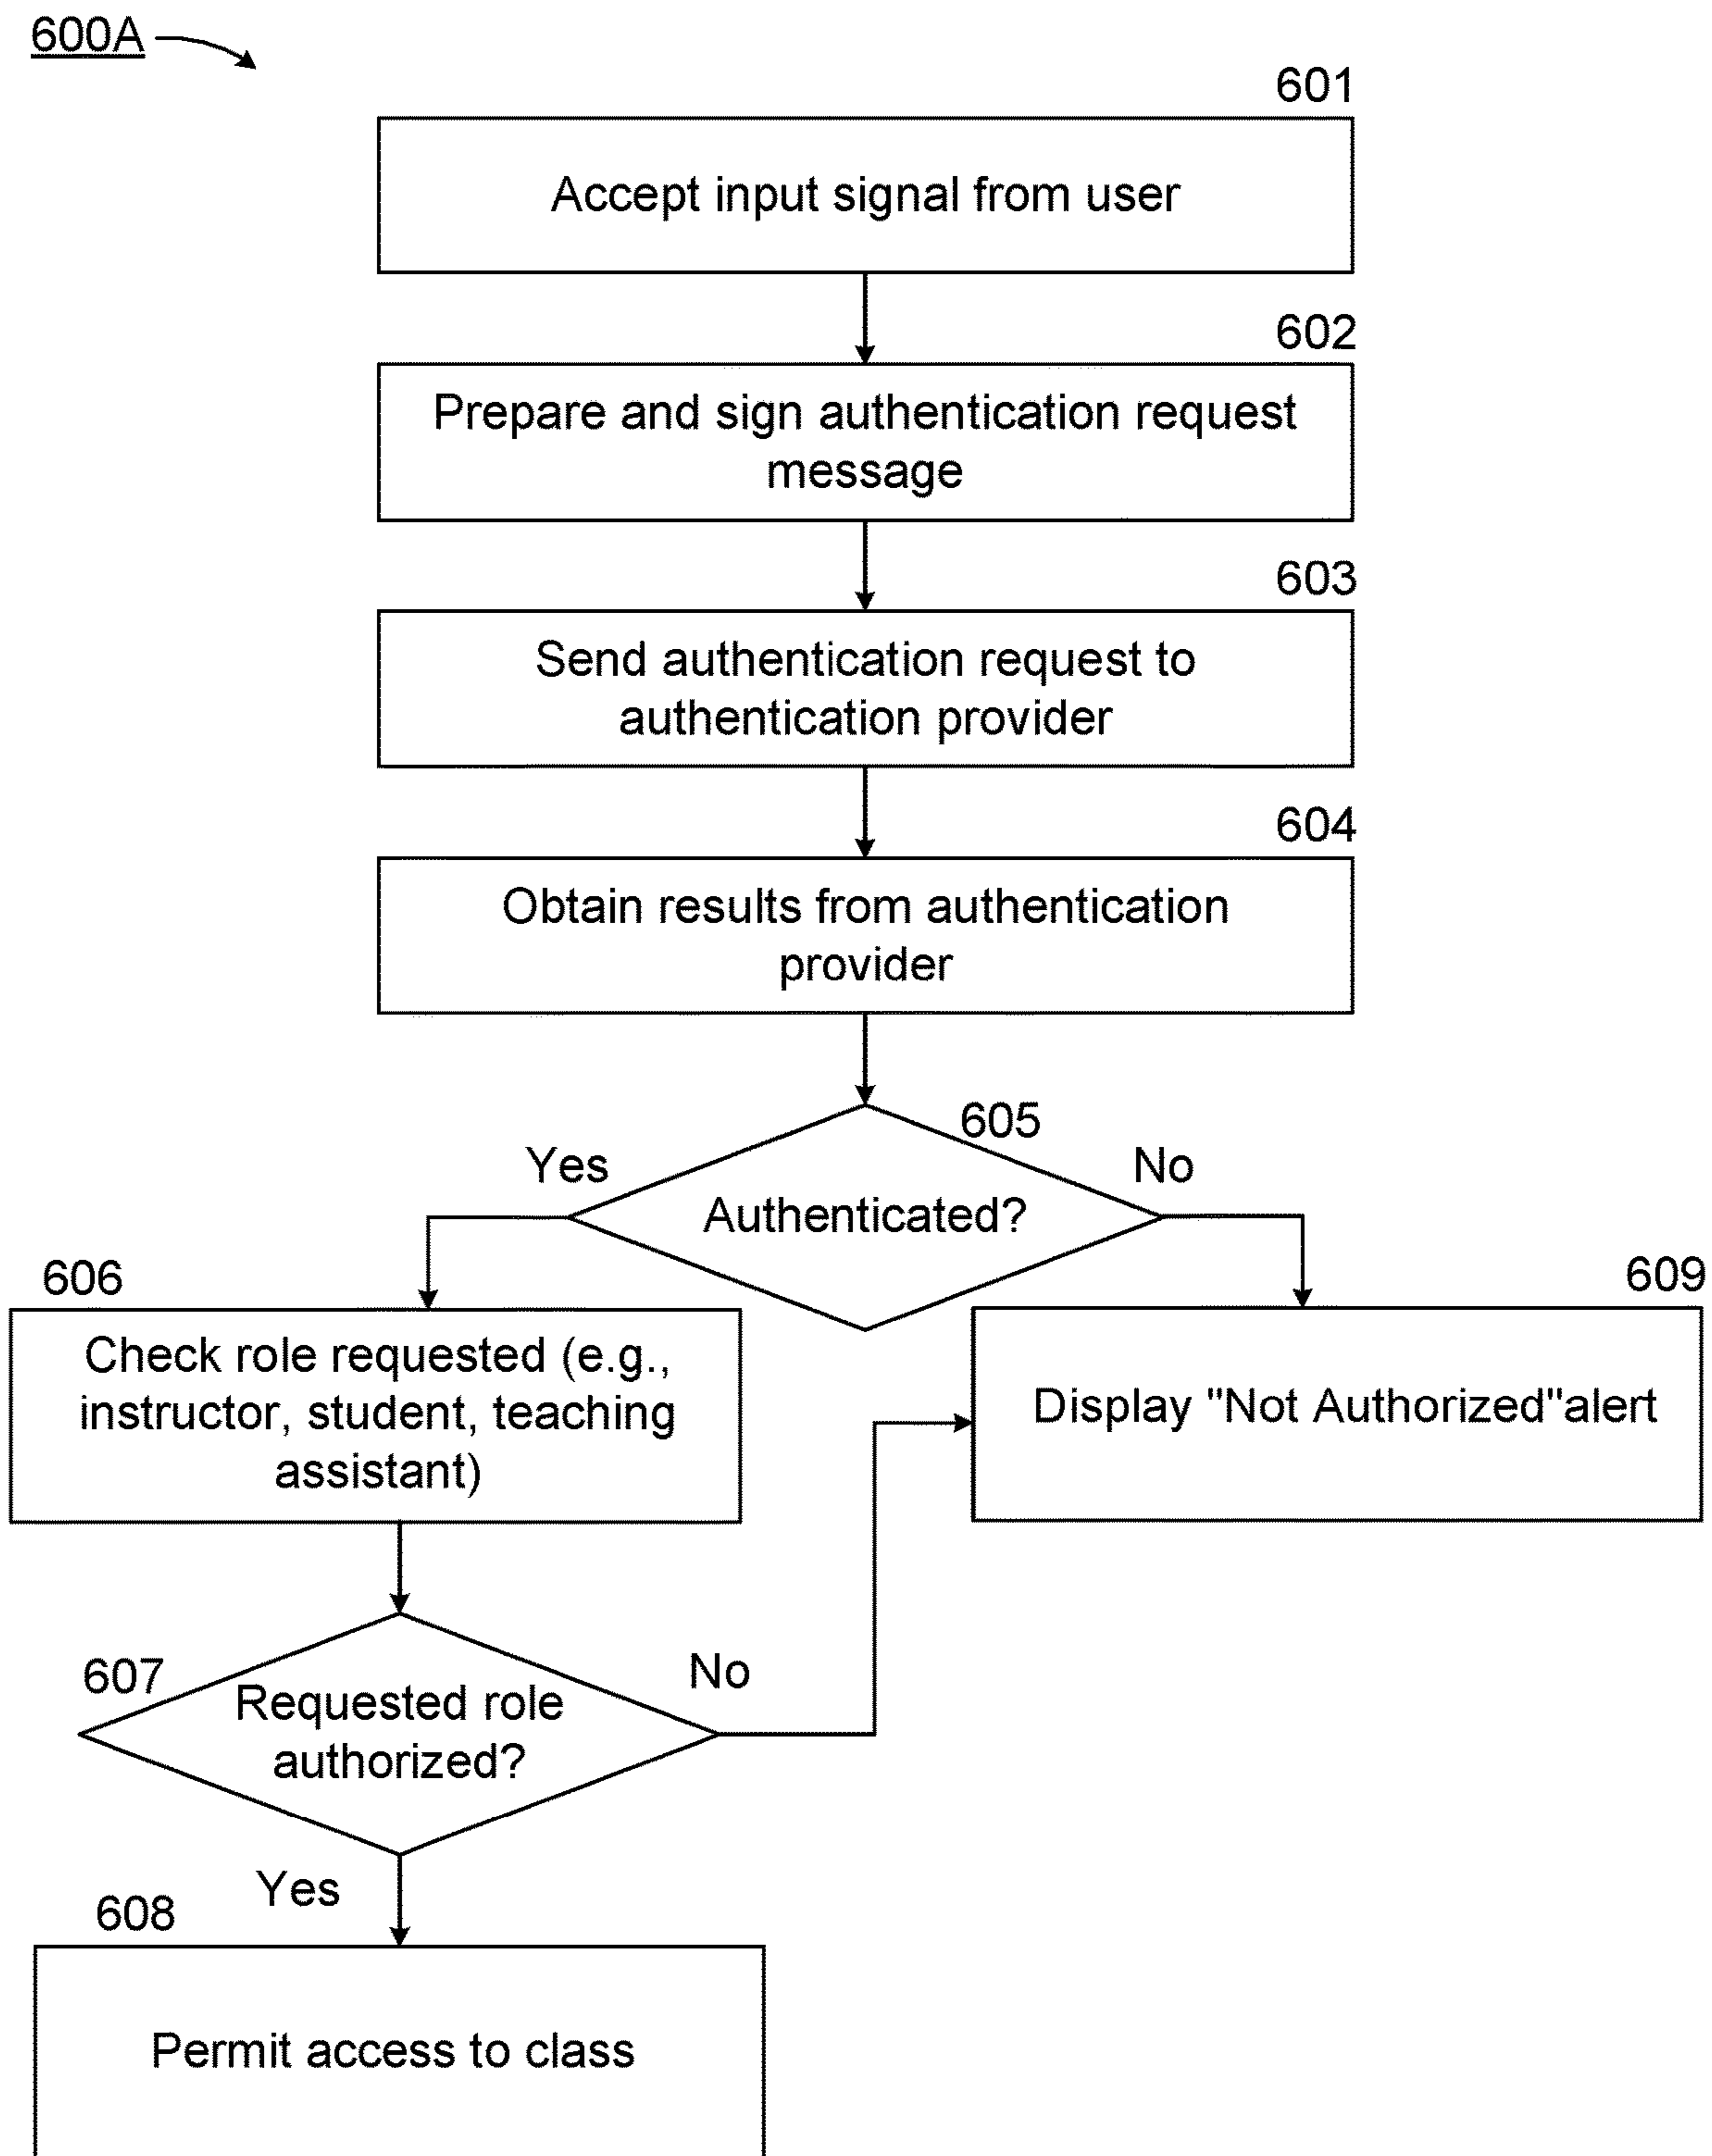 600A
601
Accept input signal from user
602
Prepare and sign authentication request
message
603
Send authentication request to
authentication provider
604
Obtain results from authentication
provider
605
Yes
No
Authenticated?
606
609
Check role requested (e.g.,
instructor, student, teaching
assistant)
Display "Not Authorized"alert
607
No
Requested role
authorized?
Yes
608
Permit access to class